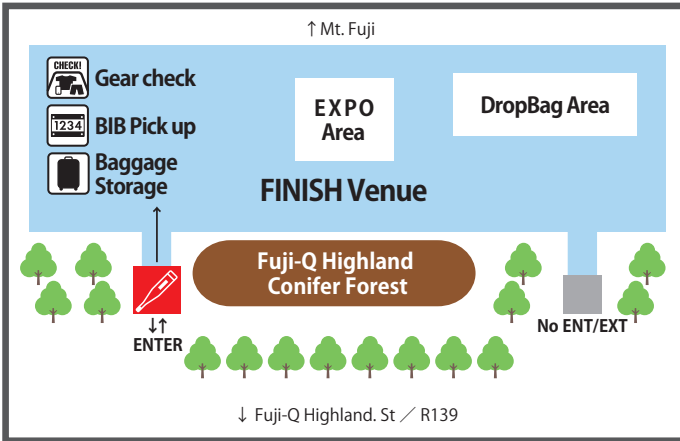 ↑ Mt. Fuji
CHECK!
Gear check
1234
BIB Pick up
Baggage
Storage
EXPO
Area
DropBag Area
FINISH Venue
Fuji-Q Highland
Conifer Forest
↓↑
ENTER
No ENT/EXT
↓ Fuji-Q Highland. St ／ R139